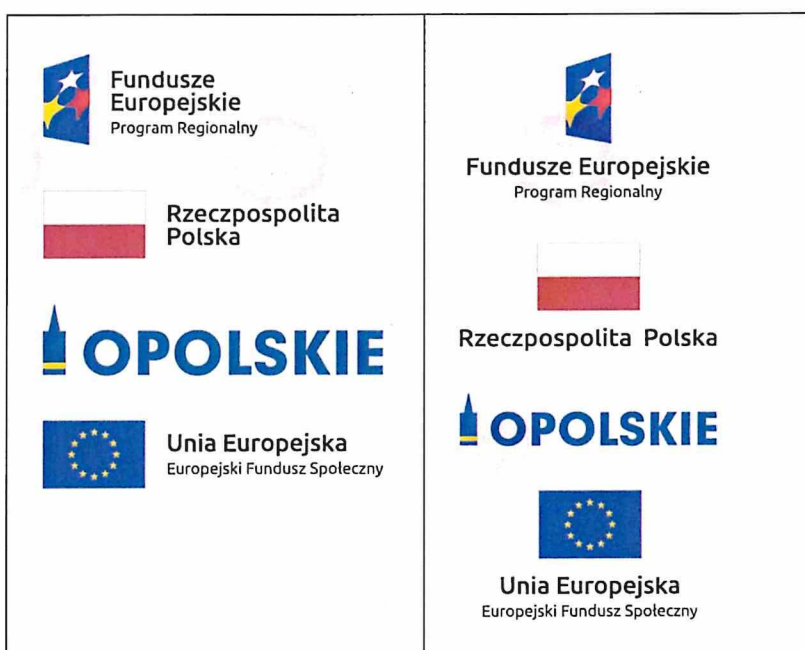 Fundusze
Europejskie
Program Regionalny
Rzeczpospolita
Polska
OPOLSKIE
Unia Europejska
Europejski Fundusz Społeczny
Fundusze Europejskie
Program Regionalny
Rzeczpospolita Polska
OPOLSKIE
Unia Europejska
Europejski Fundusz Społeczny